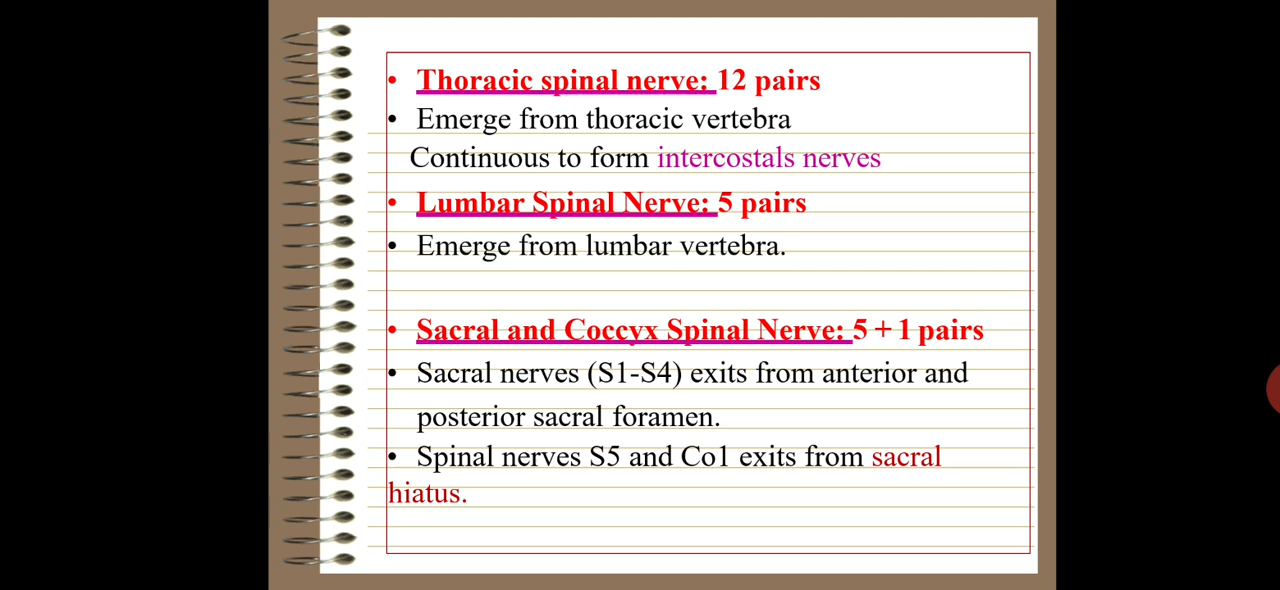 • Thoracic spinal nerve: 12 pairs
• Emerge from thoracic vertebra
Continuous to form intercostals nerves
• Lumbar Spinal Nerve: 5 pairs
• Emerge from lumbar vertebra.
• Sacral and Coccyx Spinal Nerve: 5 + 1 pairs
• Sacral nerves (S1-S4) exits from anterior and
posterior sacral foramen.
• Spinal nerves S5 and Co1 exits from sacral
hiatus.